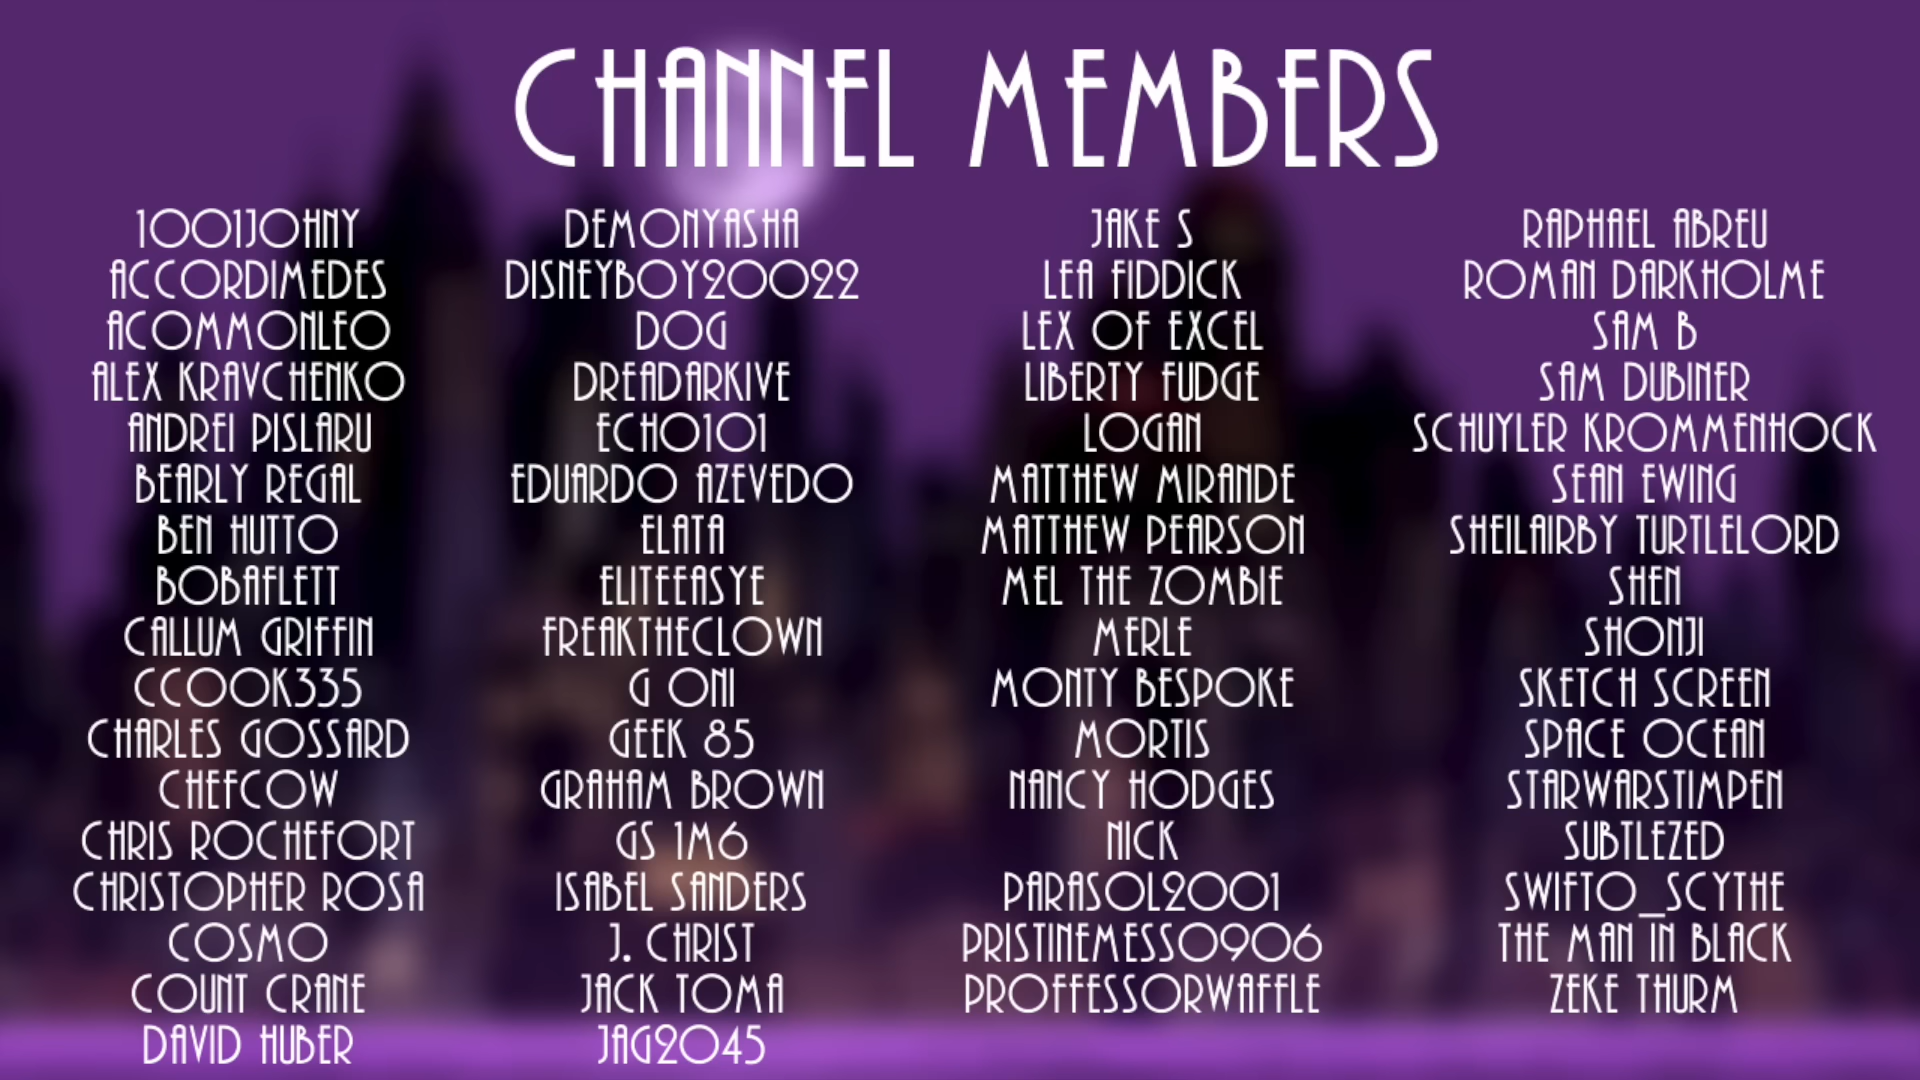 CHANNEL MEMBERS
1001JOHNY
ACCORDIMEDES
ACOMMONLEO
ALEX KRAVCHENKO
ANDREI PISLARU
BEARLY REGAL
BEN HUTTO
BOBAFLETT
CALLUM GRIFFIN
CCOOK335
CHARLES GOSSARD
CHEFCOW
CHRIS ROCHEFORT
CHRISTOPHER ROSA
COSMO
COUNT CRANE
DAVID HUBER
DEMONYASHA
DISNEYBOY20022
DOG
DREADARKIVE
ECHO101
EDUARDO AZEVEDO
ELATA
ELITEEASYE
FREAKTHECLOWN
G ONI
GEEK 85
GRAHAM BROWN
GS 1M6
ISABEL SANDERS
J. CHRIST
JACK TOMA
JAG2045
JAKE S
LEA FIDDICK
LEX OF EXCEL
LIBERTY FUDGE
LOGAN
MATTHEW MIRANDE
MATTHEW PEARSON
MEL THE ZOMBIE
MERLE
MONTY BESPOKE
MORTIS
NANCY HODGES
NICK
PARASOL2001
PRISTINEMESS0906
PROFFESSORWAFFLE
RAPHAEL ABREU
ROMAN DARKHOLME
SAM B
SAM DUBINER
SCHUYLER KROMMENHOCK
SEAN EWING
SHEILAIRBY TURTLELORD
SHEN
SHONJI
SKETCH SCREEN
SPACE OCEAN
STARWARSTIMPEN
SUBTLEZED
SWIFTO_SCYTHE
THE MAN IN BLACK
ZEKE THURM